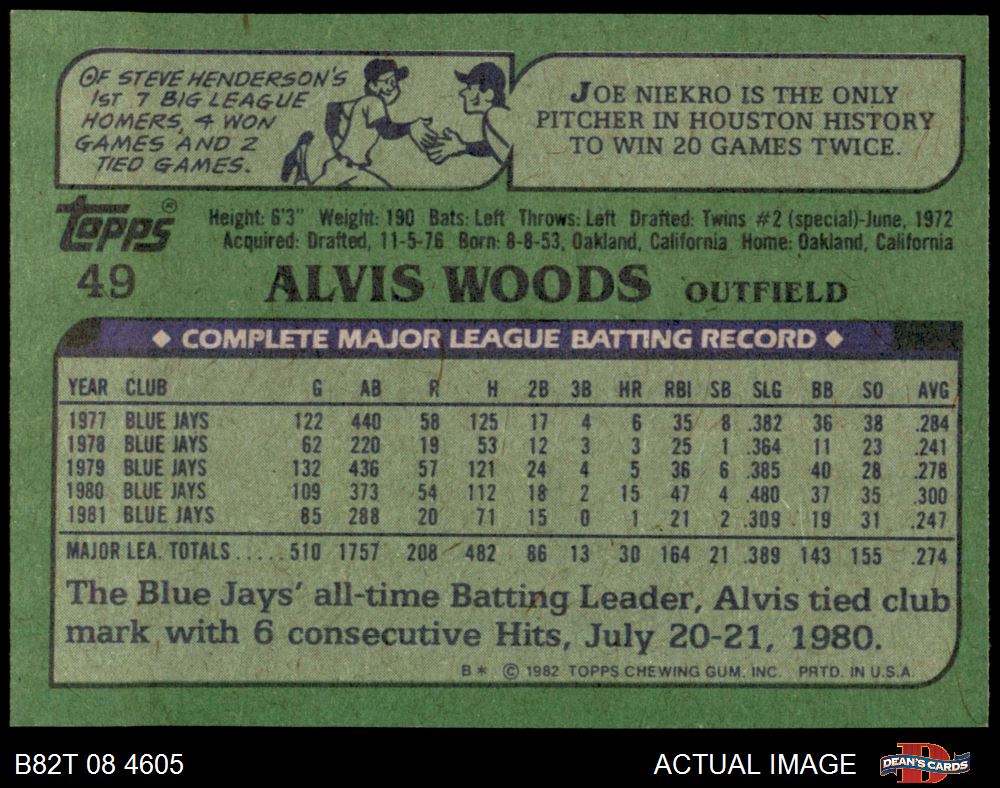 OF STEVE HENDERSON'S
1ST 7 BIG LEAGUE
HOMERS, 4 WON
GAMES AND 2
TIED GAMES.
JOE NIEKRO IS THE ONLY
PITCHER IN HOUSTON HISTORY
TO WIN 20 GAMES TWICE.
Topps®
Height: 6'3" Weight: 190 Bats: Left Throws: Left Drafted: Twins #2 (special)-June, 1972
Acquired: Drafted, 11-5-76 Born: 8-8-53, Oakland, California Home: Oakland, California
49 ALVIS WOODS OUTFIELD
◆ COMPLETE MAJOR LEAGUE BATTING RECORD ◆
YEAR CLUB G AB R H 2B 3B HR RBI SB SLG BB SO AVG
1977 BLUE JAYS 122 440 58 125 17 4 6 35 8 .382 36 38 .284
1978 BLUE JAYS 62 220 19 53 12 3 3 25 1 .364 11 23 .241
1979 BLUE JAYS 132 436 57 121 24 4 5 36 6 .385 40 28 .278
1980 BLUE JAYS 109 373 54 112 18 2 15 47 4 .480 37 35 .300
1981 BLUE JAYS 85 288 20 71 15 0 1 21 2 .309 19 31 .247
MAJOR LEA. TOTALS ..... 510 1757 208 482 86 13 30 164 21 .389 143 155 .274
The Blue Jays' all-time Batting Leader, Alvis tied club
mark with 6 consecutive Hits, July 20-21, 1980.
B* © 1982 TOPPS CHEWING GUM, INC. PRTD. IN U.S.A.
B82T 08 4605
ACTUAL IMAGE
D
DEAN'S CARDS